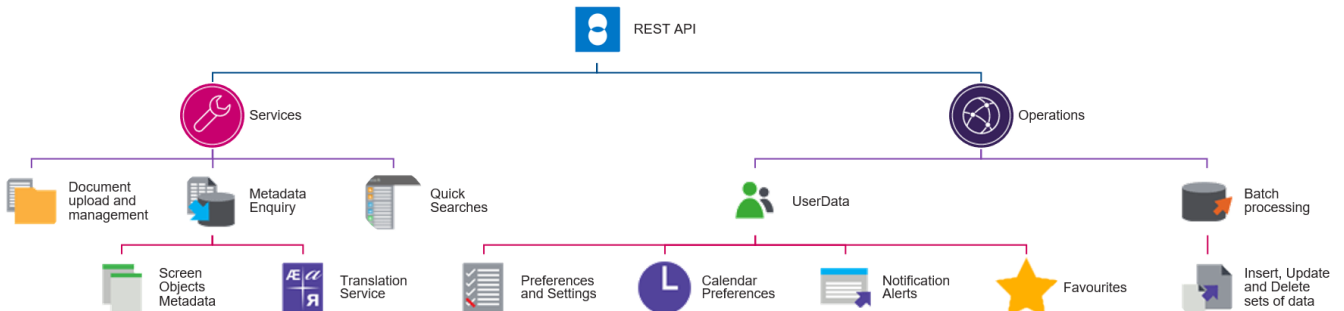 REST API
Services
Operations
Document
upload and
management
Metadata
Enquiry
Quick
Searches
UserData
Batch
processing
Screen
Objects
Metadata
Æ a
Я
Translation
Service
Preferences
and Settings
Calendar
Preferences
Notification
Alerts
Favourites
Insert, Update
and Delete
sets of data